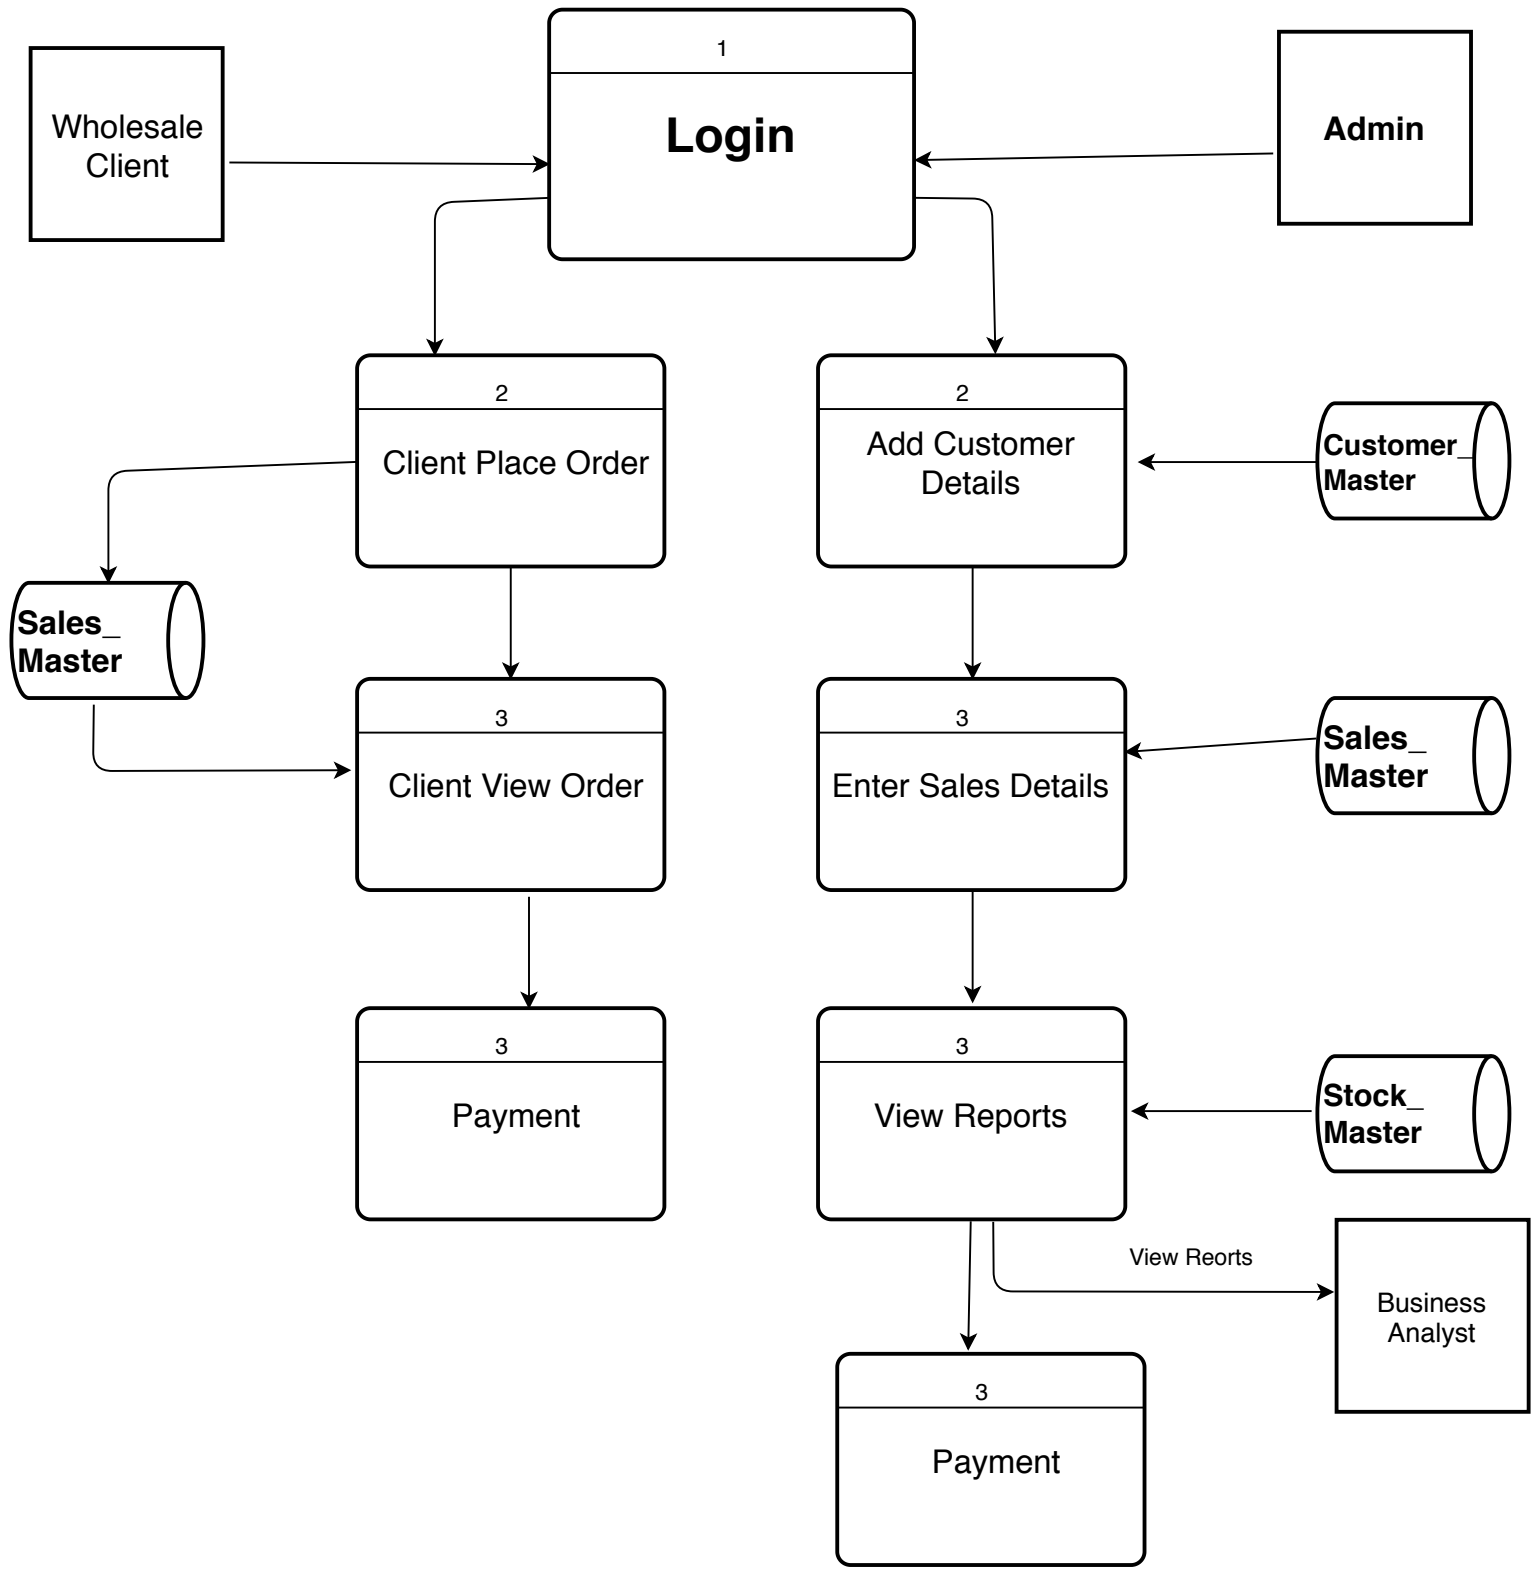 1
Login
Wholesale
Client
Admin
2
Client Place Order
2
Add Customer
Details
Customer_
Master
Sales_
Master
3
Client View Order
3
Enter Sales Details
Sales_
Master
3
Payment
3
View Reports
Stock_
Master
View Reorts
Business
Analyst
3
Payment